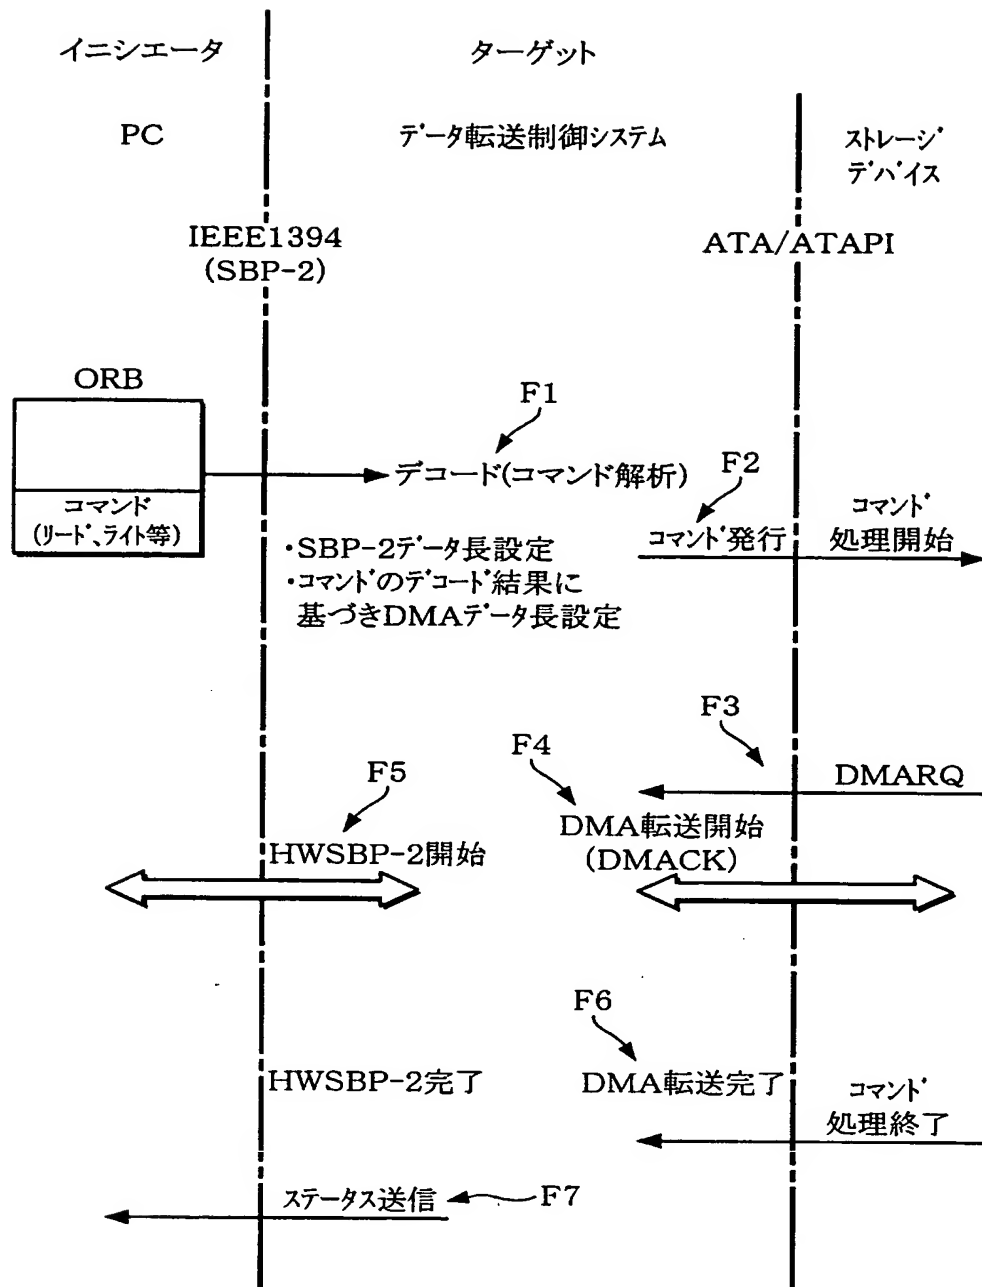 イニシエータ
ターゲット
PC
データ転送制御システム
ストレージ
デバイス
IEEE1394
(SBP-2)
ATA/ATAPI
ORB
F1
デコード(コマンド解析)
F2
コマンド
(リード、ライト等)
コマンド発行
コマンド
処理開始
・SBP-2データ長設定
・コマンドのデコード結果に
基づきDMAデータ長設定
F3
DMARQ
F4
F5
DMA転送開始
(DMACK)
HWSBP-2開始
F6
HWSBP-2完了
DMA転送完了
コマンド
処理終了
ステータス送信
F7